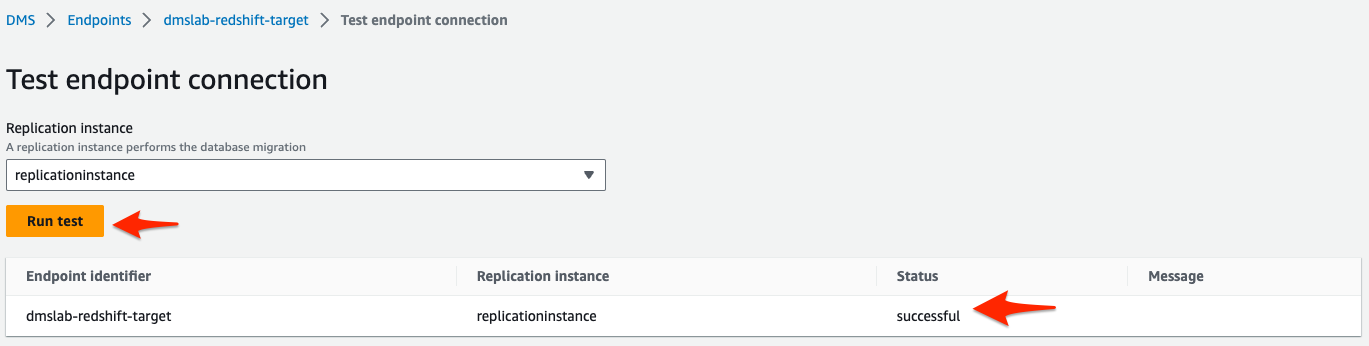 DMS > Endpoints > dmslab-redshift-target > Test endpoint connection
Test endpoint connection
Replication instance
A replication instance performs the database migration
replicationinstance
Run test
Endpoint identifier Replication instance Status Message
dmslab-redshift-target replicationinstance successful